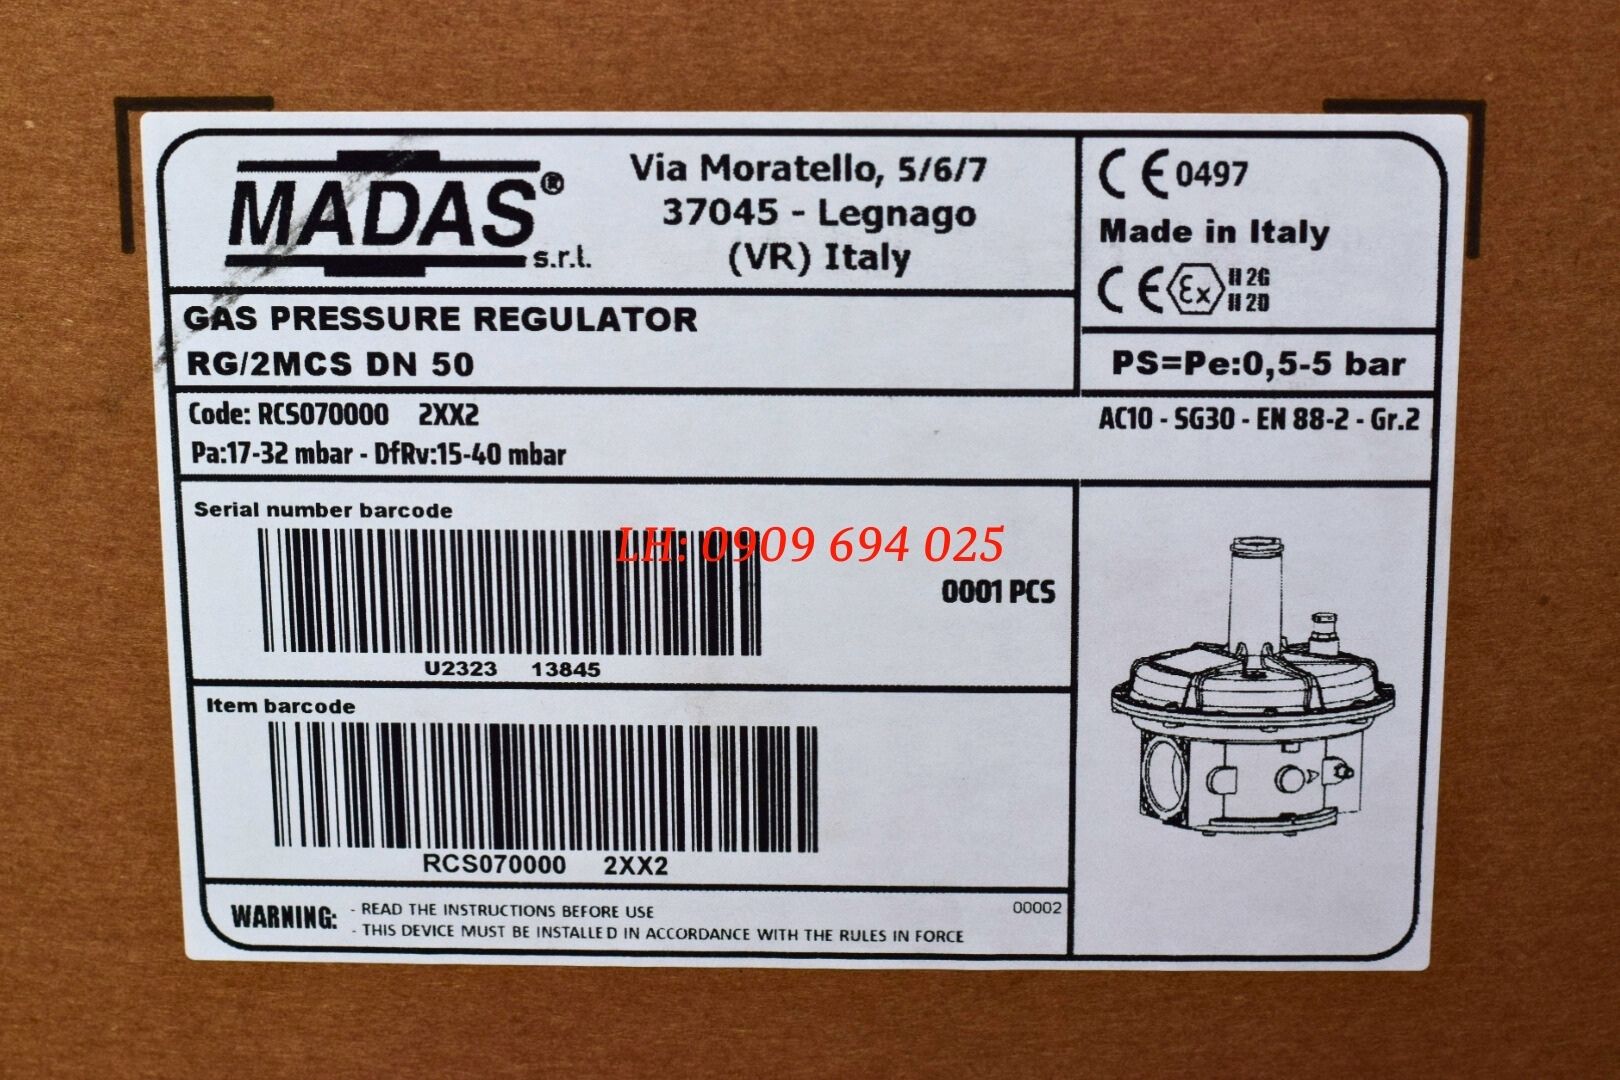 MADAS®
s.r.l.
Via Moratello, 5/6/7
37045 - Legnago
(VR) Italy
CE 0497
Made in Italy
CE Ex II 2G
II 2D
GAS PRESSURE REGULATOR
RG/2MCS DN 50
PS=Pe:0,5-5 bar
Code: RCS070000 2XX2
AC10 - SG30 - EN 88-2 - Gr.2
Pa:17-32 mbar - DfRv:15-40 mbar
Serial number barcode
LH: 0909 694 025
0001 PCS
U2323 13845
Item barcode
RCS070000 2XX2
WARNING:
- READ THE INSTRUCTIONS BEFORE USE
- THIS DEVICE MUST BE INSTALLED IN ACCORDANCE WITH THE RULES IN FORCE
00002